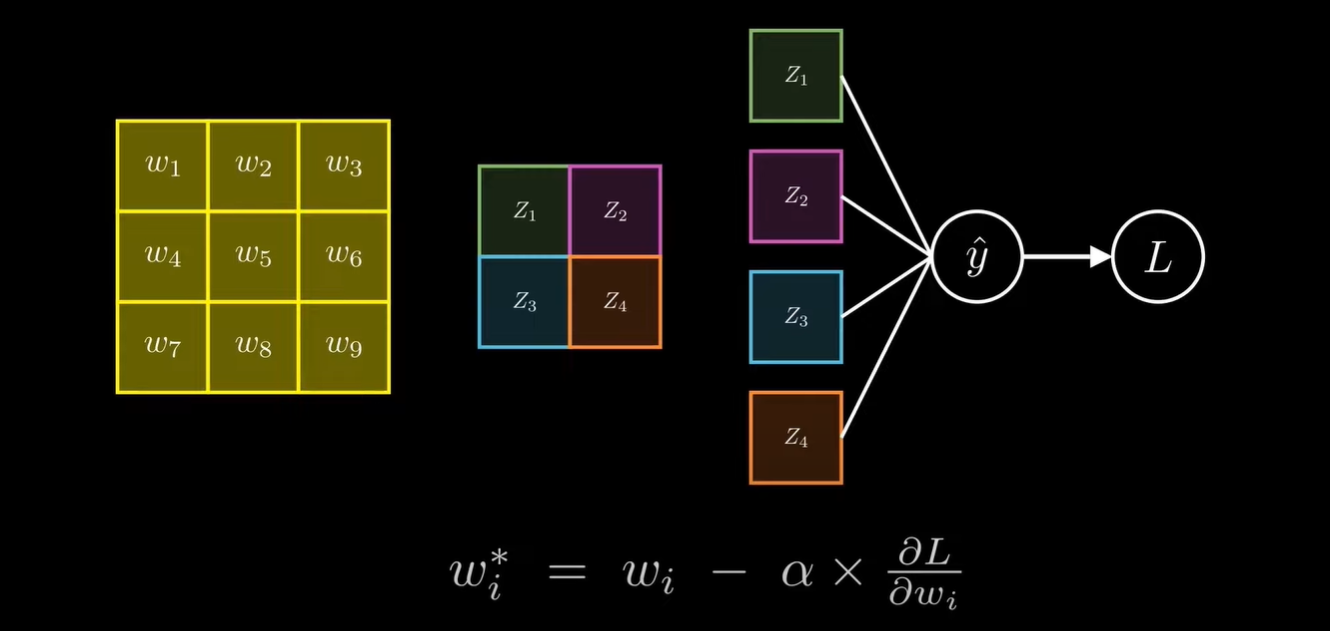 w₁ w₂ w₃
w₄ w₅ w₆
w₇ w₈ w₉
Z₁ Z₂
Z₃ Z₄
Z₁
Z₂
Z₃
Z₄
ŷ
L
wᵢ* = wᵢ − α × ∂L/∂wᵢ